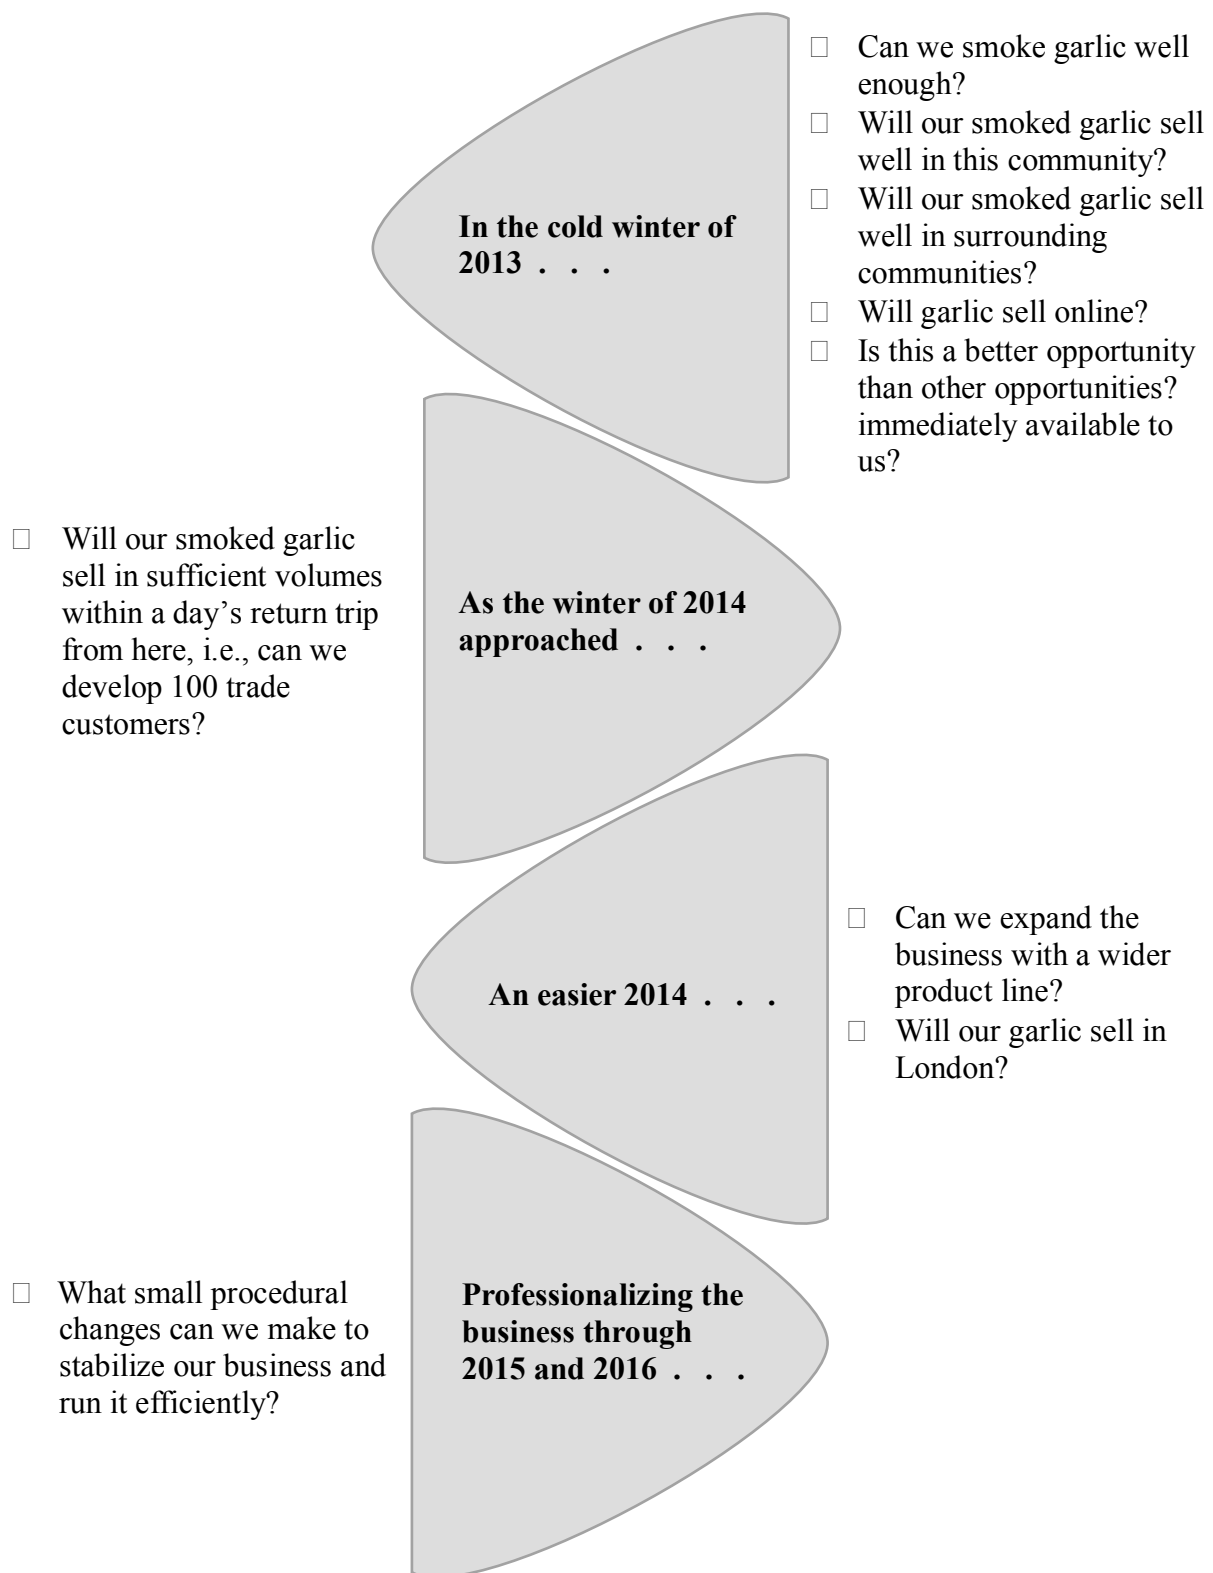 In the cold winter of
2013 . . .
□ Can we smoke garlic well
enough?
□ Will our smoked garlic sell
well in this community?
□ Will our smoked garlic sell
well in surrounding
communities?
□ Will garlic sell online?
□ Is this a better opportunity
than other opportunities?
immediately available to
us?
As the winter of 2014
approached . . .
□ Will our smoked garlic
sell in sufficient volumes
within a day’s return trip
from here, i.e., can we
develop 100 trade
customers?
An easier 2014 . . .
□ Can we expand the
business with a wider
product line?
□ Will our garlic sell in
London?
Professionalizing the
business through
2015 and 2016 . . .
□ What small procedural
changes can we make to
stabilize our business and
run it efficiently?